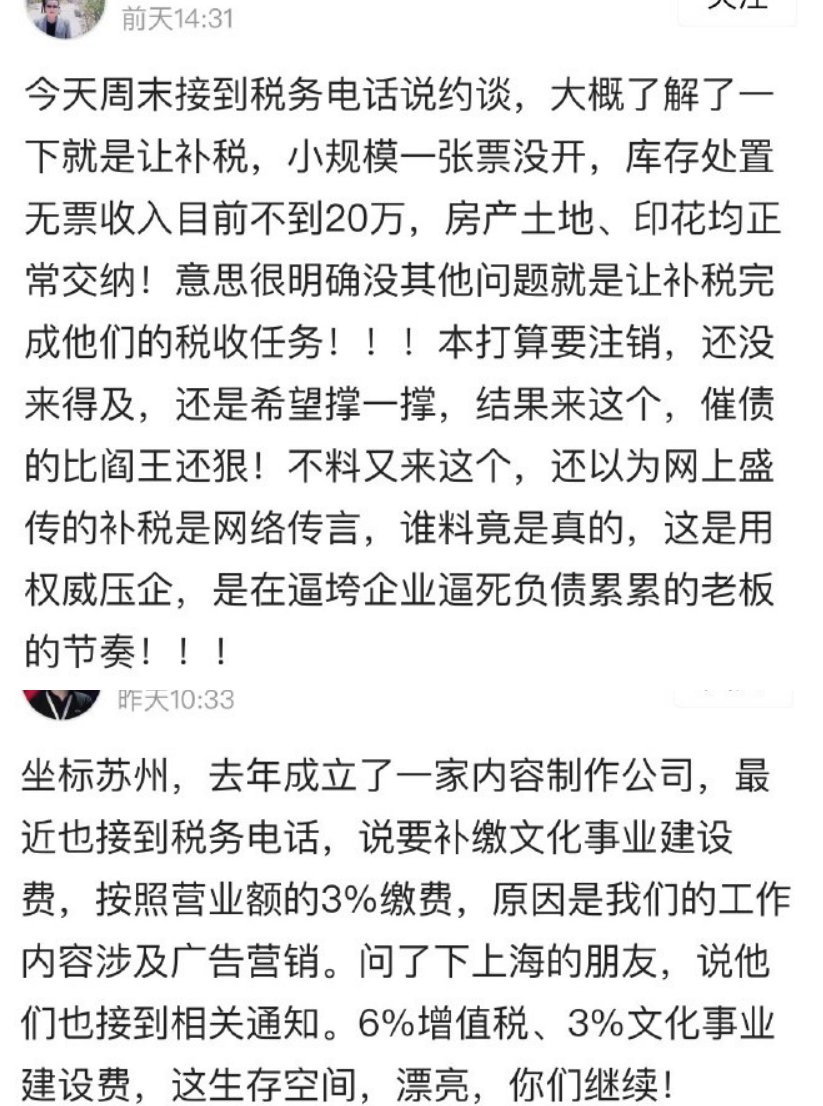 前天14:31
今天周末接到税务电话说约谈，大概了解了一
下就是让补税，小规模一张票没开，库存处置
无票收入目前不到20万，房产土地、印花均正
常交纳！意思很明确没其他问题就是让补税完
成他们的税收任务！！！本打算要注销，还没
来得及，还是希望撑一撑，结果来这个，催债
的比阎王还狠！不料又来这个，还以为网上盛
传的补税是网络传言，谁料竟是真的，这是用
权威压企，是在逼垮企业逼死负债累累的老板
的节奏！！！
昨天10:33
坐标苏州，去年成立了一家内容制作公司，最
近也接到税务电话，说要补缴文化事业建设
费，按照营业额的3%缴费，原因是我们的工作
内容涉及广告营销。问了下上海的朋友，说他
们也接到相关通知。6%增值税、3%文化事业
建设费，这生存空间，漂亮，你们继续！